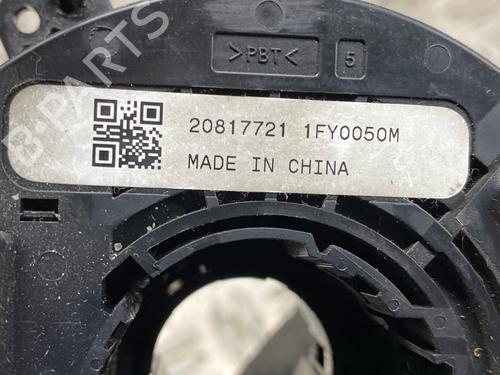 >PBT< 5
20817721 1FY0050M
MADE IN CHINA
B-PARTS